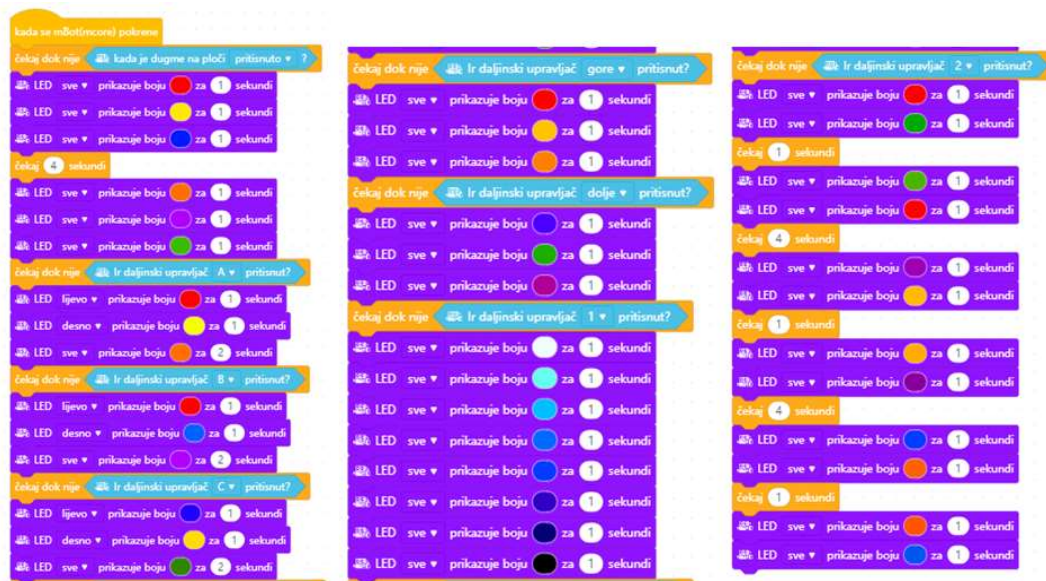 kada se mBot(mcore) pokrene
čekaj dok nije kada je dugme na ploči pritisnuto ?
LED sve prikazuje boju za 1 sekundi
LED sve prikazuje boju za 1 sekundi
LED sve prikazuje boju za 1 sekundi
čekaj 4 sekundi
LED sve prikazuje boju za 1 sekundi
LED sve prikazuje boju za 1 sekundi
LED sve prikazuje boju za 1 sekundi
čekaj dok nije Ir daljinski upravljač A pritisnut?
LED lijevo prikazuje boju za 1 sekundi
LED desno prikazuje boju za 1 sekundi
LED sve prikazuje boju za 2 sekundi
čekaj dok nije Ir daljinski upravljač B pritisnut?
LED lijevo prikazuje boju za 1 sekundi
LED desno prikazuje boju za 1 sekundi
LED sve prikazuje boju za 2 sekundi
čekaj dok nije Ir daljinski upravljač C pritisnut?
LED lijevo prikazuje boju za 1 sekundi
LED desno prikazuje boju za 1 sekundi
LED sve prikazuje boju za 2 sekundi
čekaj dok nije Ir daljinski upravljač gore pritisnut?
LED sve prikazuje boju za 1 sekundi
LED sve prikazuje boju za 1 sekundi
LED sve prikazuje boju za 1 sekundi
čekaj dok nije Ir daljinski upravljač dolje pritisnut?
LED sve prikazuje boju za 1 sekundi
LED sve prikazuje boju za 1 sekundi
LED sve prikazuje boju za 1 sekundi
čekaj dok nije Ir daljinski upravljač 1 pritisnut?
LED sve prikazuje boju za 1 sekundi
LED sve prikazuje boju za 1 sekundi
LED sve prikazuje boju za 1 sekundi
LED sve prikazuje boju za 1 sekundi
LED sve prikazuje boju za 1 sekundi
LED sve prikazuje boju za 1 sekundi
LED sve prikazuje boju za 1 sekundi
LED sve prikazuje boju za 1 sekundi
čekaj dok nije Ir daljinski upravljač 2 pritisnut?
LED sve prikazuje boju za 1 sekundi
LED sve prikazuje boju za 1 sekundi
čekaj 1 sekundi
LED sve prikazuje boju za 1 sekundi
LED sve prikazuje boju za 1 sekundi
čekaj 4 sekundi
LED sve prikazuje boju za 1 sekundi
LED sve prikazuje boju za 1 sekundi
čekaj 1 sekundi
LED sve prikazuje boju za 1 sekundi
LED sve prikazuje boju za 1 sekundi
čekaj 4 sekundi
LED sve prikazuje boju za 1 sekundi
LED sve prikazuje boju za 1 sekundi
čekaj 1 sekundi
LED sve prikazuje boju za 1 sekundi
LED sve prikazuje boju za 1 sekundi